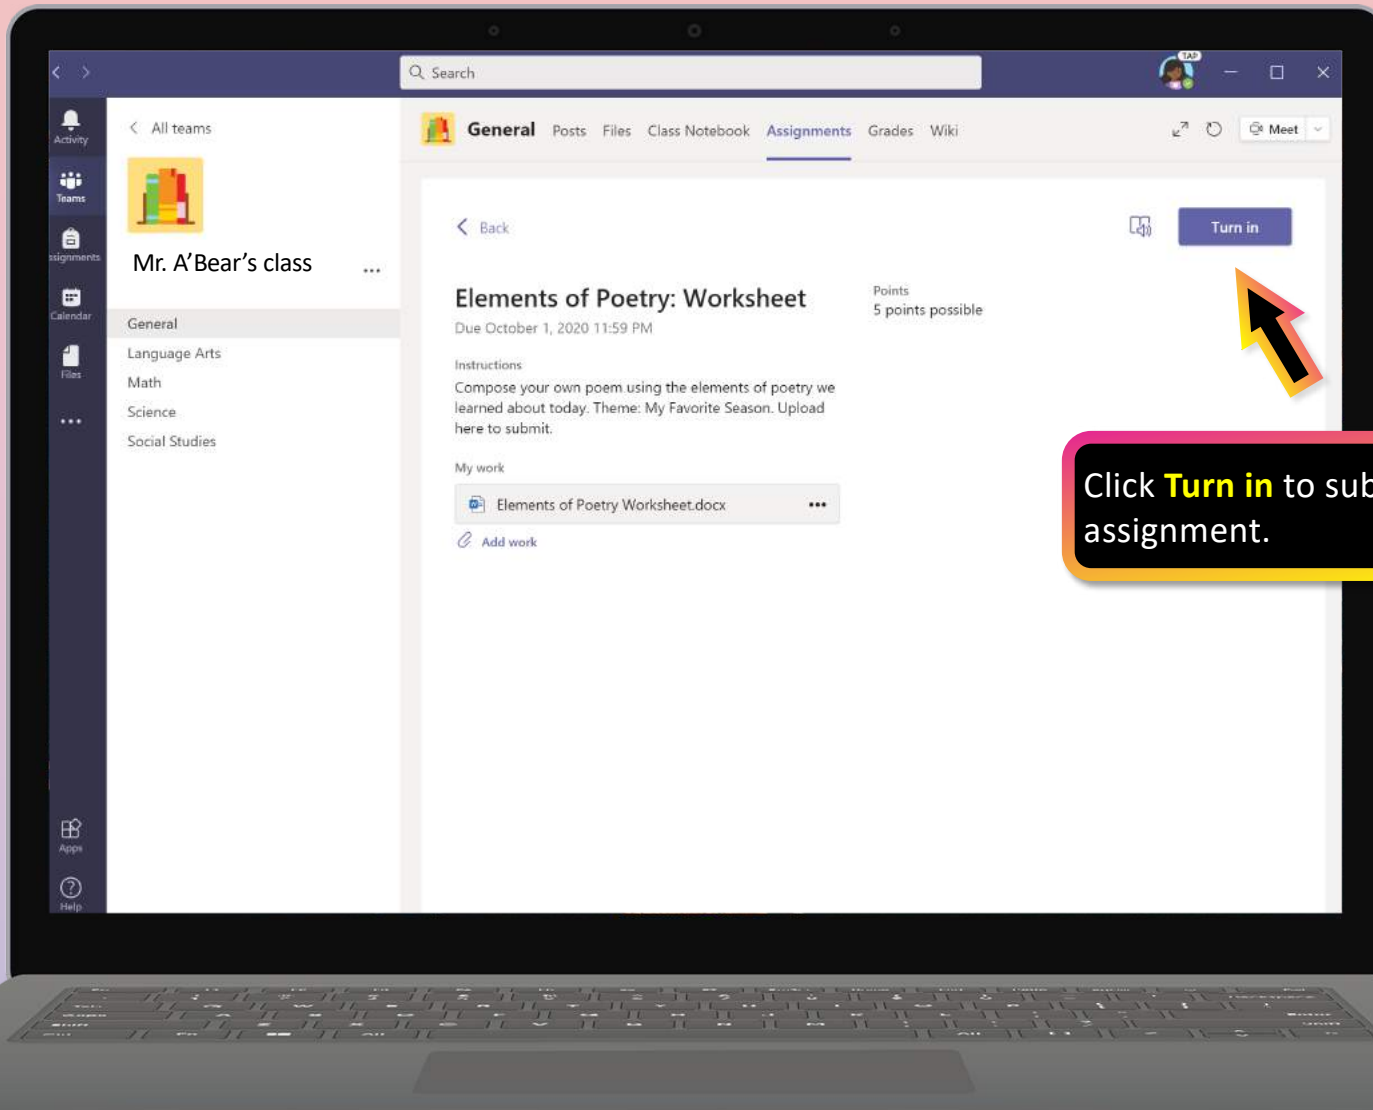 TAP
Search
Activity
Teams
Assignments
Calendar
Files
Apps
Help
All teams
Mr. A’Bear’s class
...
General
Language Arts
Math
Science
Social Studies
General Posts Files Class Notebook Assignments Grades Wiki
Meet
Back
Turn in
Elements of Poetry: Worksheet
Due October 1, 2020 11:59 PM
Points
5 points possible
Instructions
Compose your own poem using the elements of poetry we
learned about today. Theme: My Favorite Season. Upload
here to submit.
My work
Elements of Poetry Worksheet.docx
Add work
Click Turn in to sub
assignment.